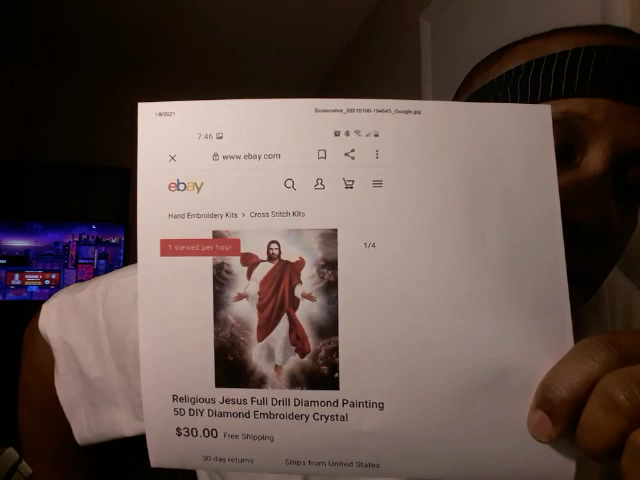 1/8/2021
Screenshot_20210108-194645_Google.jpg
7:46
www.ebay.com
ebay
Hand Embroidery Kits > Cross Stitch Kits
1 viewed per hour
1/4
Religious Jesus Full Drill Diamond Painting
5D DIY Diamond Embroidery Crystal
$30.00 Free Shipping
30-day returns Ships from United States